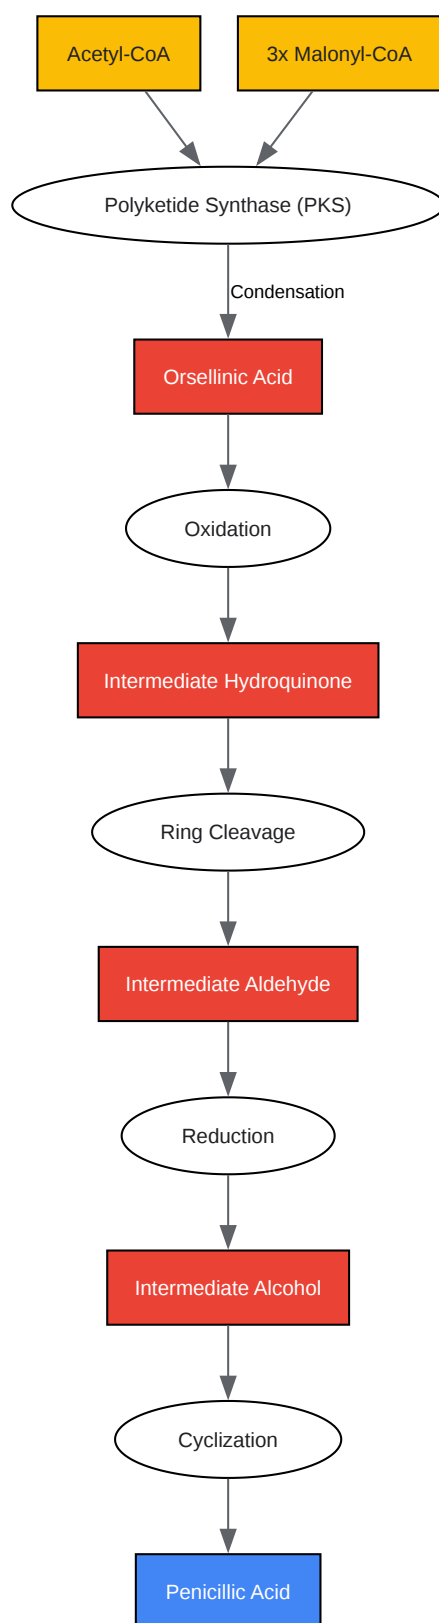 Acetyl-CoA
3x Malonyl-CoA
Polyketide Synthase (PKS)
Condensation
Orsellinic Acid
Oxidation
Intermediate Hydroquinone
Ring Cleavage
Intermediate Aldehyde
Reduction
Intermediate Alcohol
Cyclization
Penicillic Acid